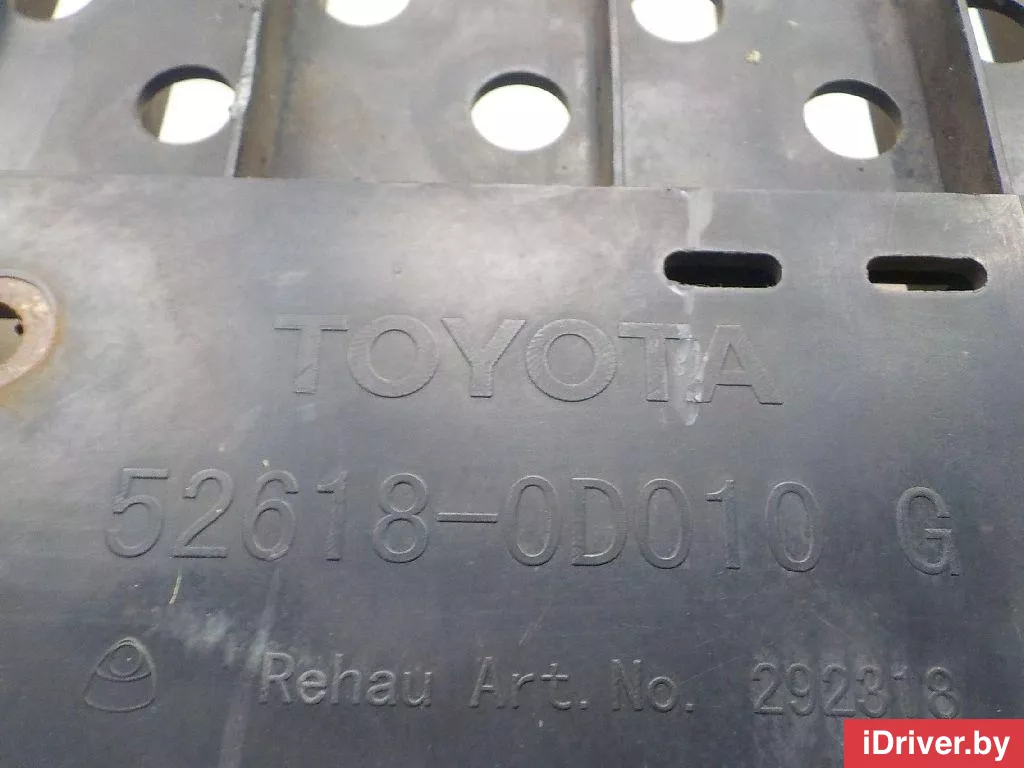 TOYOTA
52618-0D010 G
Rehau Art. No. 292318
iDriver.by